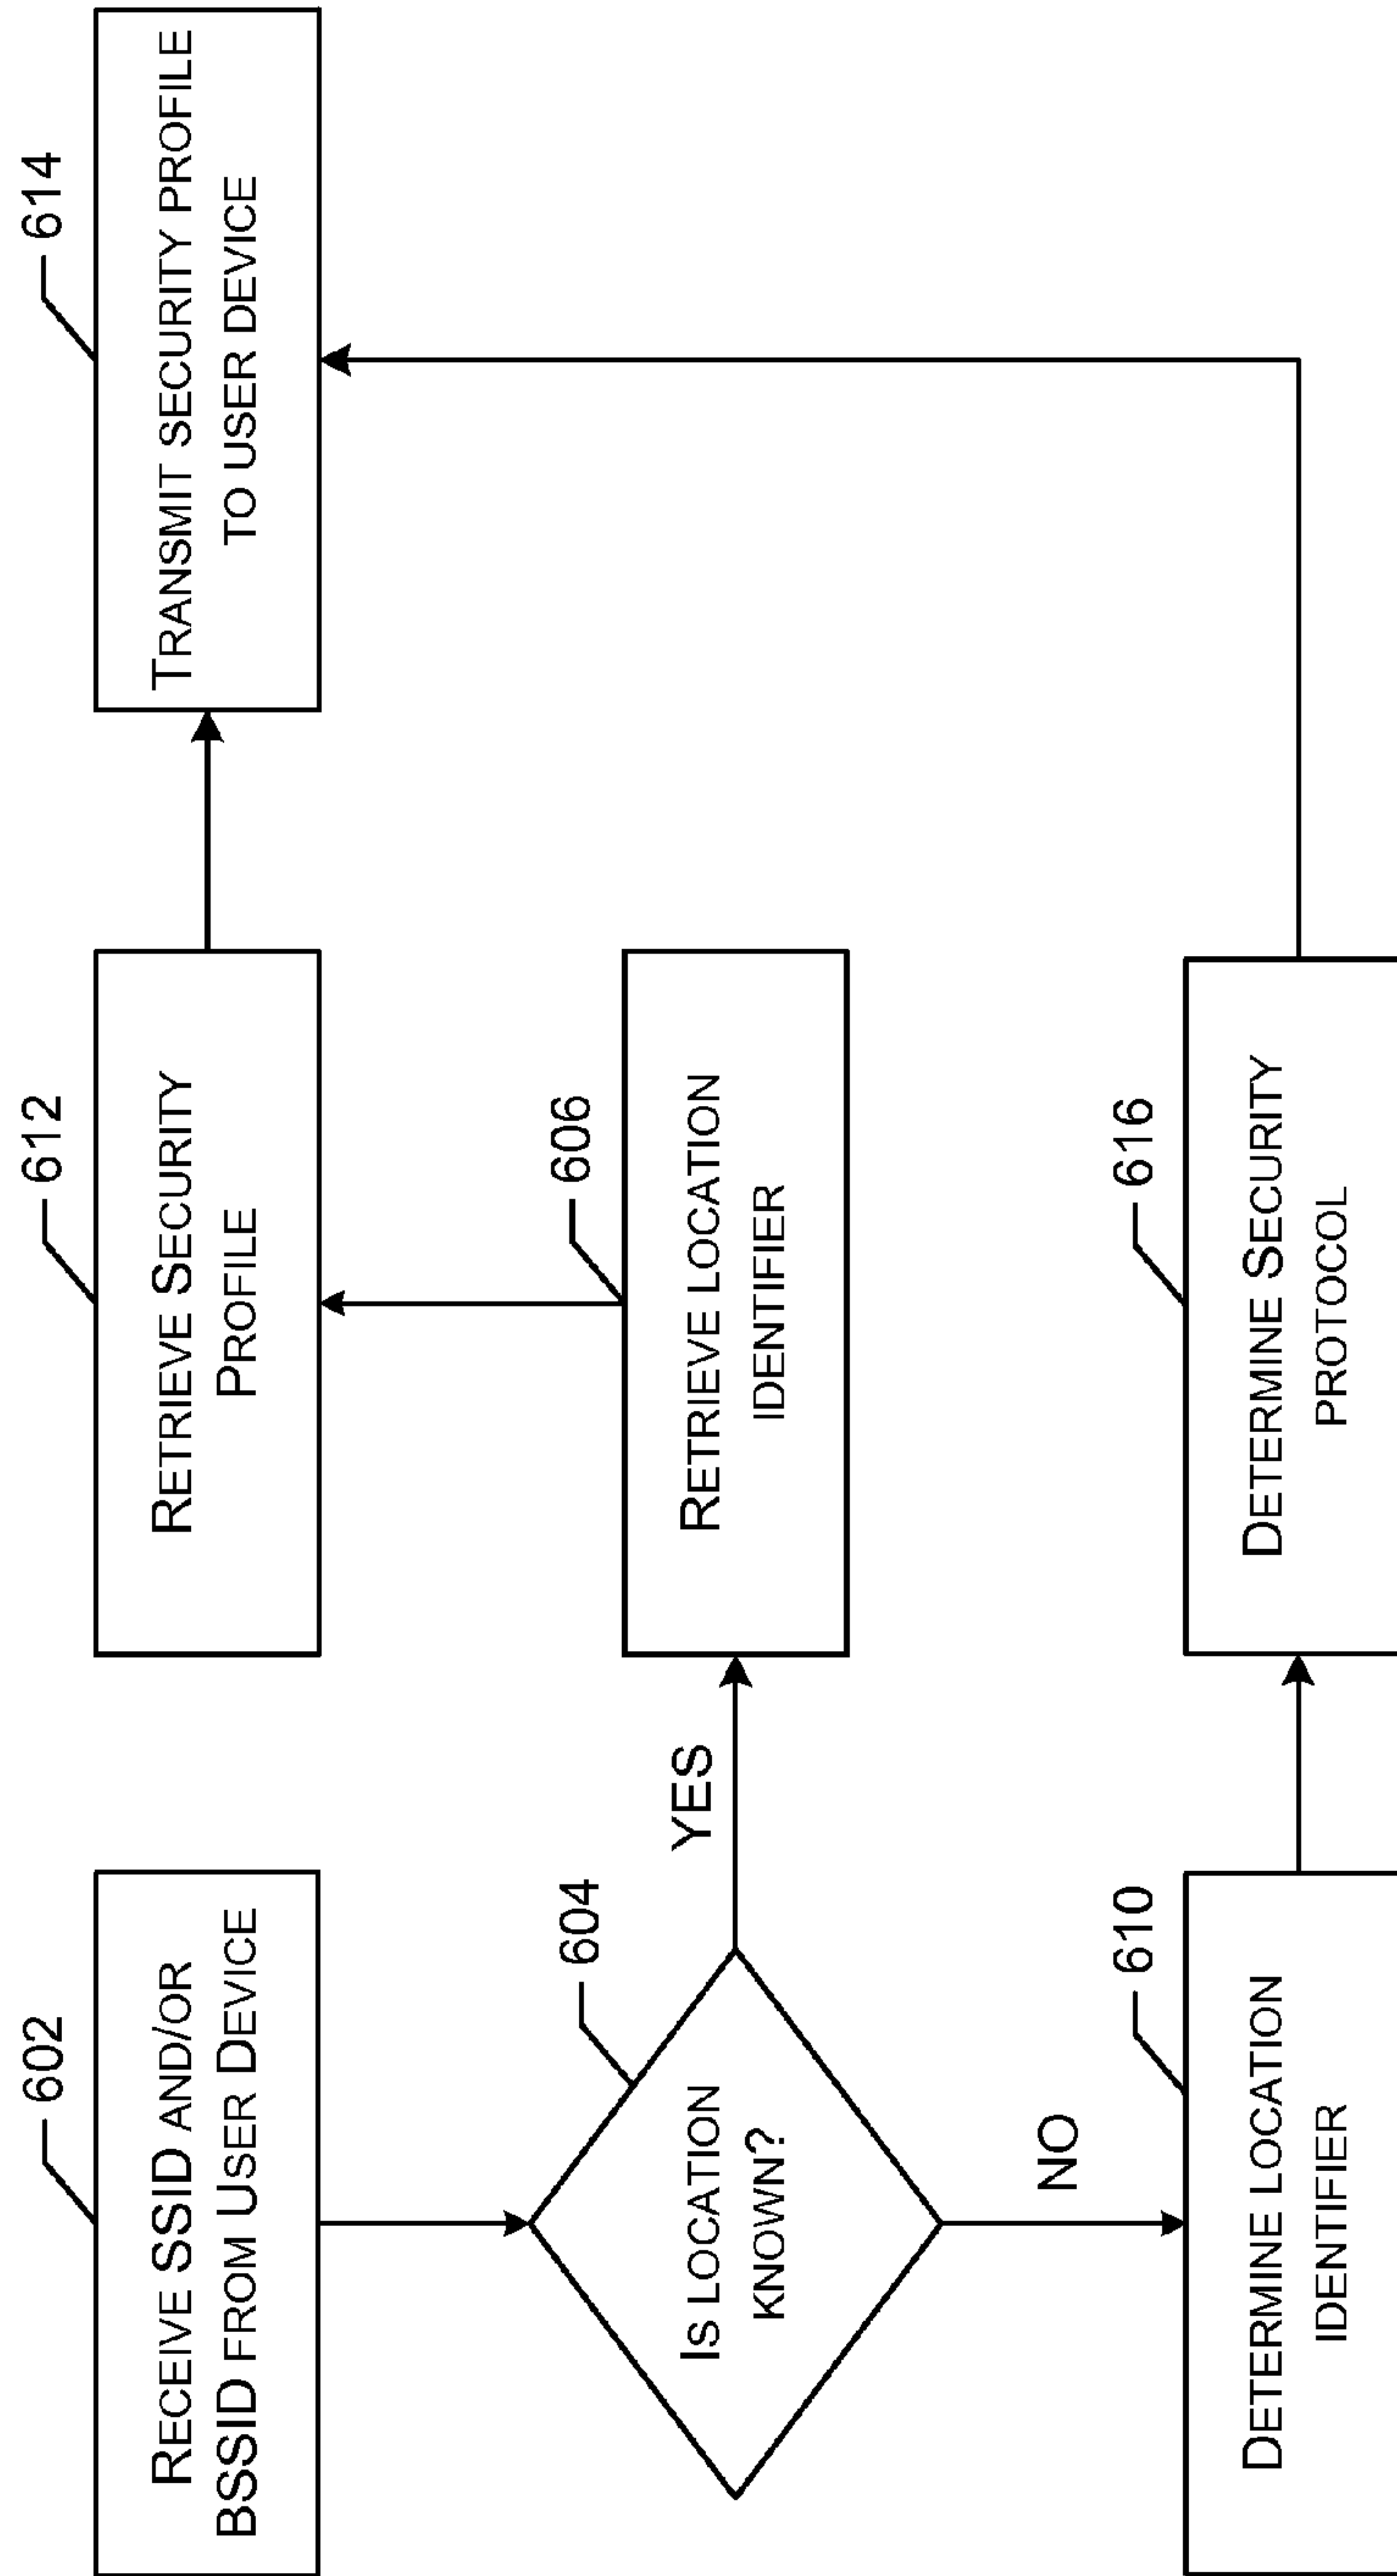 602
RECEIVE SSID AND/OR
BSSID FROM USER DEVICE
604
IS LOCATION
KNOWN?
YES
NO
606
RETRIEVE LOCATION
IDENTIFIER
612
RETRIEVE SECURITY
PROFILE
614
TRANSMIT SECURITY PROFILE
TO USER DEVICE
610
DETERMINE LOCATION
IDENTIFIER
616
DETERMINE SECURITY
PROTOCOL